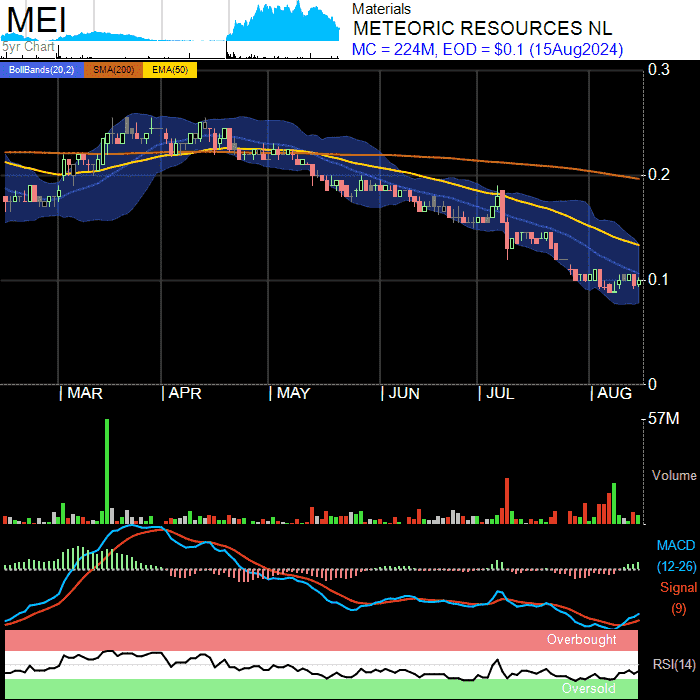 MEI
5yr Chart
Materials
METEORIC RESOURCES NL
MC = 224M, EOD = $0.1 (15Aug2024)
BollBands(20,2) SMA(200) EMA(50)
0.3
0.2
0.1
0
MAR APR MAY JUN JUL AUG
57M
Volume
MACD
(12-26)
Signal
(9)
Overbought
RSI(14)
Oversold